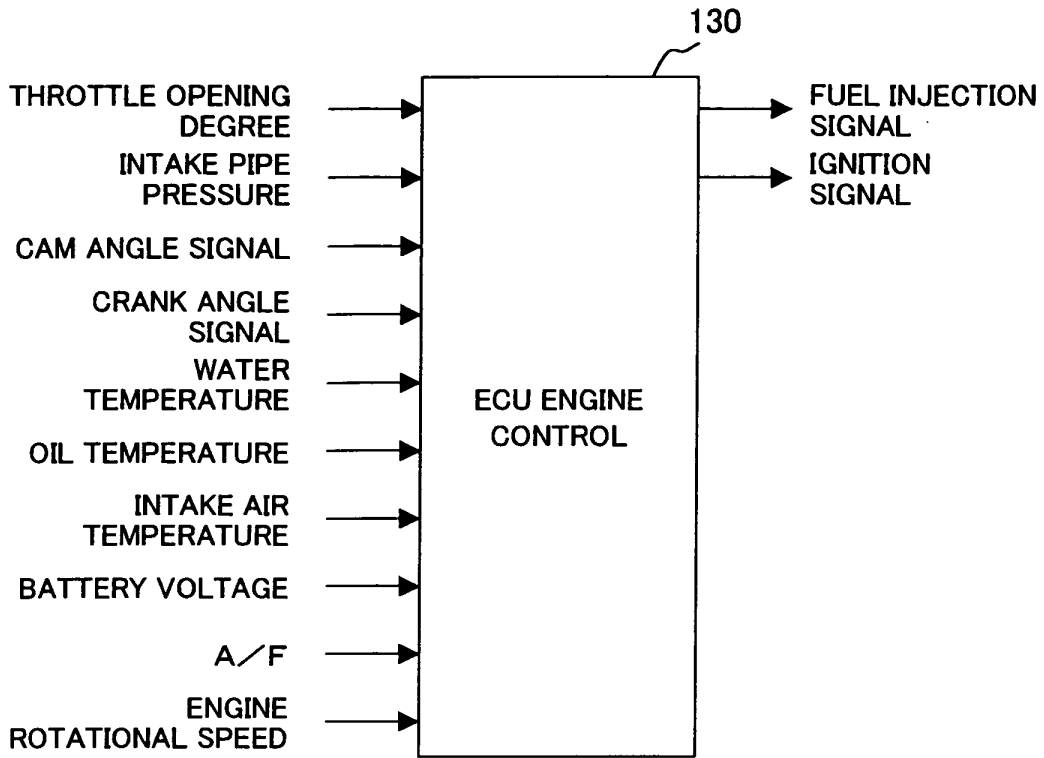 130
THROTTLE OPENING
DEGREE
INTAKE PIPE
PRESSURE
CAM ANGLE SIGNAL
CRANK ANGLE
SIGNAL
WATER
TEMPERATURE
OIL TEMPERATURE
INTAKE AIR
TEMPERATURE
BATTERY VOLTAGE
A/F
ENGINE
ROTATIONAL SPEED
ECU ENGINE
CONTROL
FUEL INJECTION
SIGNAL
IGNITION
SIGNAL